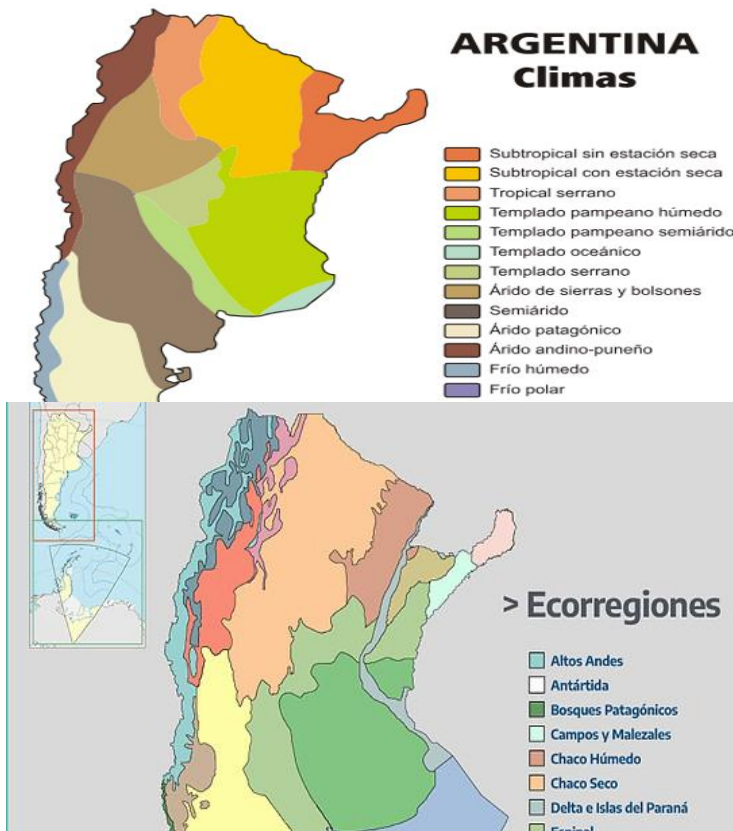 ARGENTINA
Climas
Subtropical sin estación seca
Subtropical con estación seca
Tropical serrano
Templado pampeano húmedo
Templado pampeano semiárido
Templado oceánico
Templado serrano
Árido de sierras y bolsones
Semiárido
Árido patagónico
Árido andino-puneño
Frío húmedo
Frío polar
> Ecorregiones
Altos Andes
Antártida
Bosques Patagónicos
Campos y Malezales
Chaco Húmedo
Chaco Seco
Delta e Islas del Paraná
Espinal